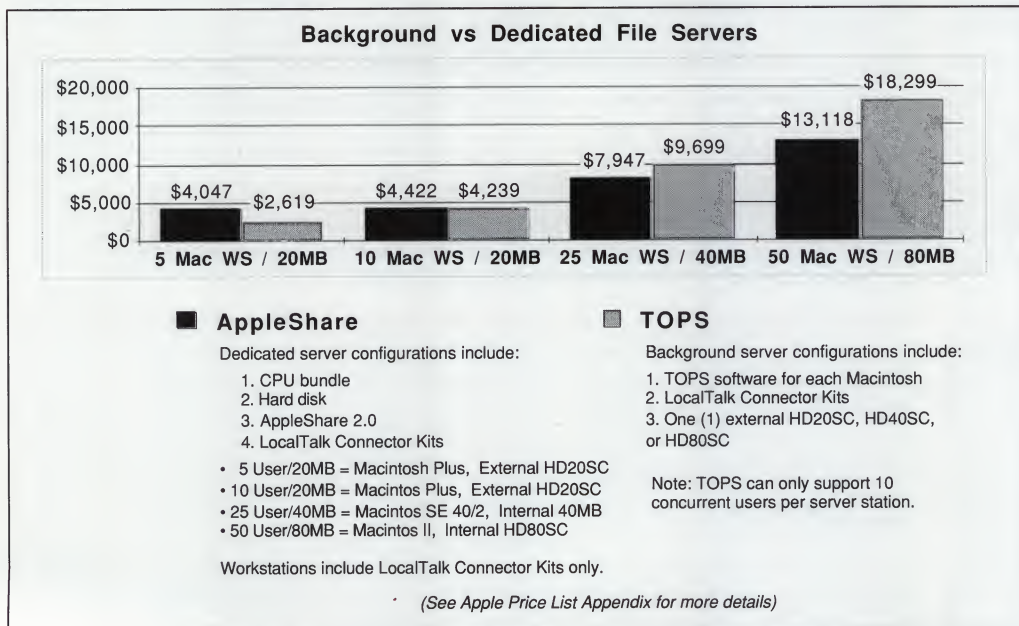 Background vs Dedicated File Servers
$20,000
$15,000
$10,000
$5,000
$0
$4,047
$2,619
$4,422
$4,239
$7,947
$9,699
$13,118
$18,299
5 Mac WS / 20MB
10 Mac WS / 20MB
25 Mac WS / 40MB
50 Mac WS / 80MB
AppleShare
Dedicated server configurations include:
1. CPU bundle
2. Hard disk
3. AppleShare 2.0
4. LocalTalk Connector Kits
• 5 User/20MB = Macintosh Plus, External HD20SC
• 10 User/20MB = Macintos Plus, External HD20SC
• 25 User/40MB = Macintos SE 40/2, Internal 40MB
• 50 User/80MB = Macintos II, Internal HD80SC
Workstations include LocalTalk Connector Kits only.
TOPS
Background server configurations include:
1. TOPS software for each Macintosh
2. LocalTalk Connector Kits
3. One (1) external HD20SC, HD40SC,
or HD80SC
Note: TOPS can only support 10
concurrent users per server station.
(See Apple Price List Appendix for more details)